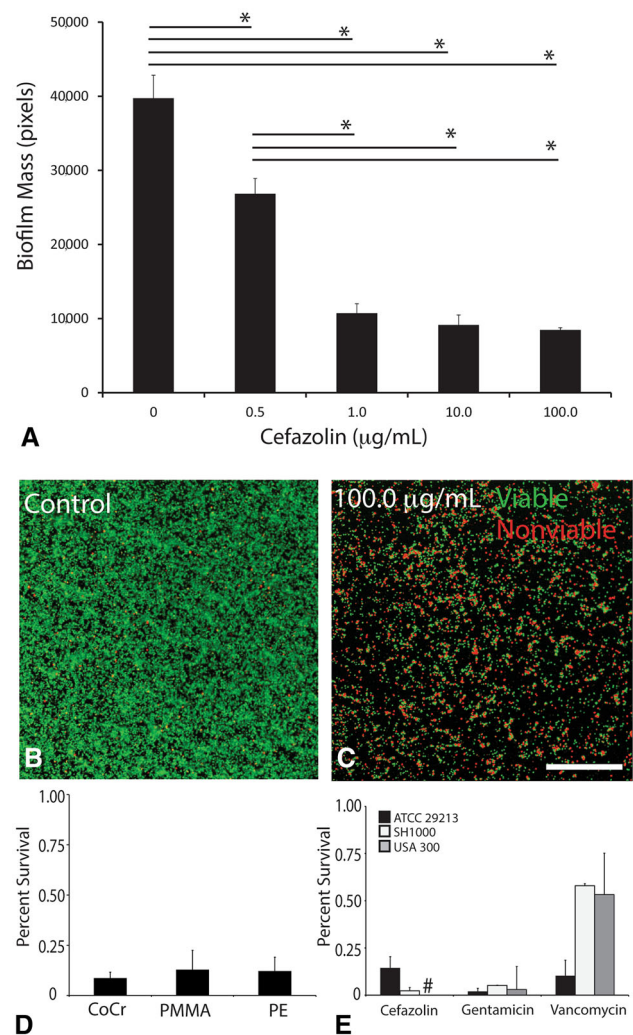 50000
40000
30000
20000
10000
0
Biofilm Mass (pixels)
* * * *
* * *
0 0.5 1.0 10.0 100.0
Cefazolin (μg/mL)
A
Control
B
100.0 μg/mL Viable
Nonviable
C
1.00
0.75
0.50
0.25
0
Percent Survival
CoCr PMMA PE
D
1.00
0.75
0.50
0.25
0
Percent Survival
ATCC 29213
SH1000
USA 300
#
Cefazolin Gentamicin Vancomycin
E